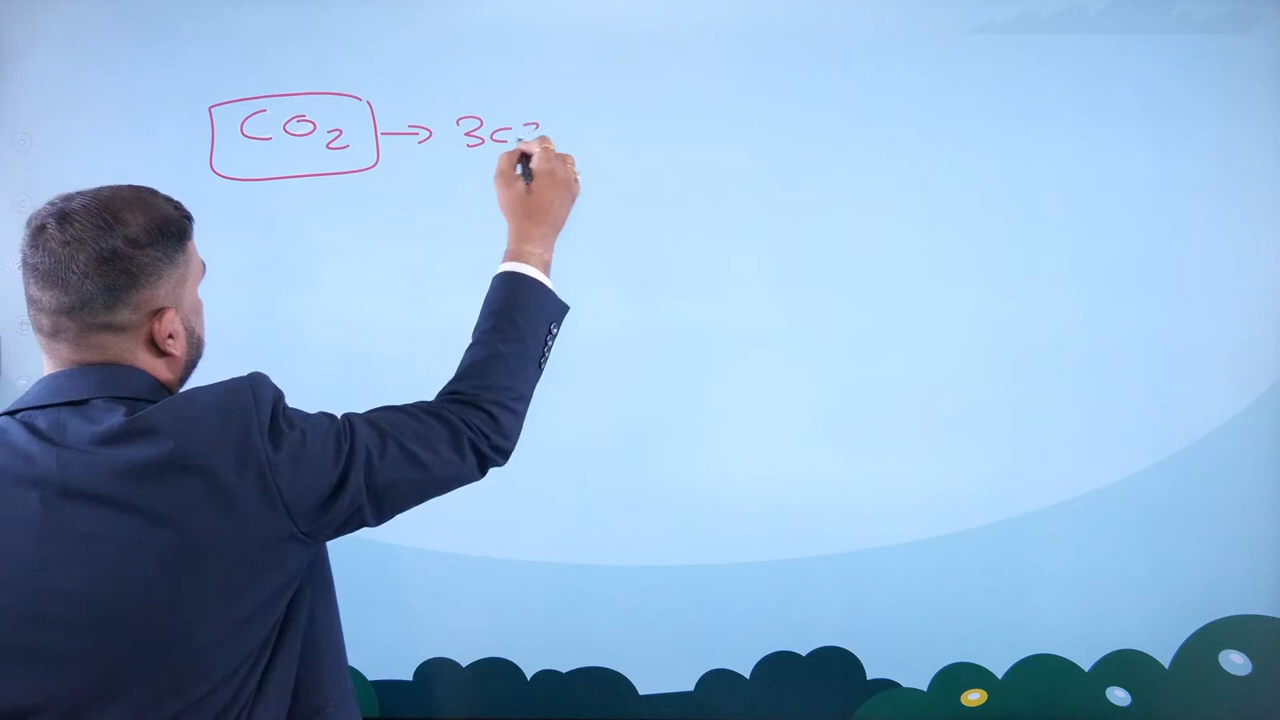 CO₂ → 3c